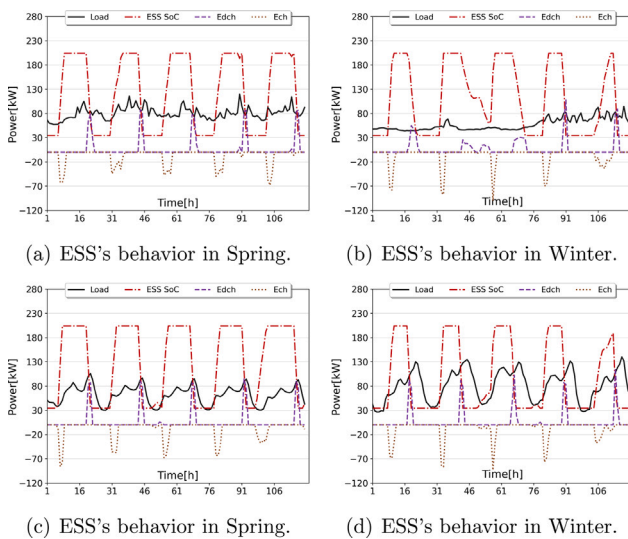 Load ESS SoC Edch Ech
Load ESS SoC Edch Ech
280
230
180
130
80
30
−20
−70
−120
Power[kW]
1 16 31 46 61 76 91 106
Time[h]
280
230
180
130
80
30
−20
−70
−120
Power[kW]
1 16 31 46 61 76 91 106
Time[h]
(a) ESS's behavior in Spring.
(b) ESS's behavior in Winter.
Load ESS SoC Edch Ech
Load ESS SoC Edch Ech
280
230
180
130
80
30
−20
−70
−120
Power[kW]
1 16 31 46 61 76 91 106
Time[h]
280
230
180
130
80
30
−20
−70
−120
Power[kW]
1 16 31 46 61 76 91 106
Time[h]
(c) ESS's behavior in Spring.
(d) ESS's behavior in Winter.